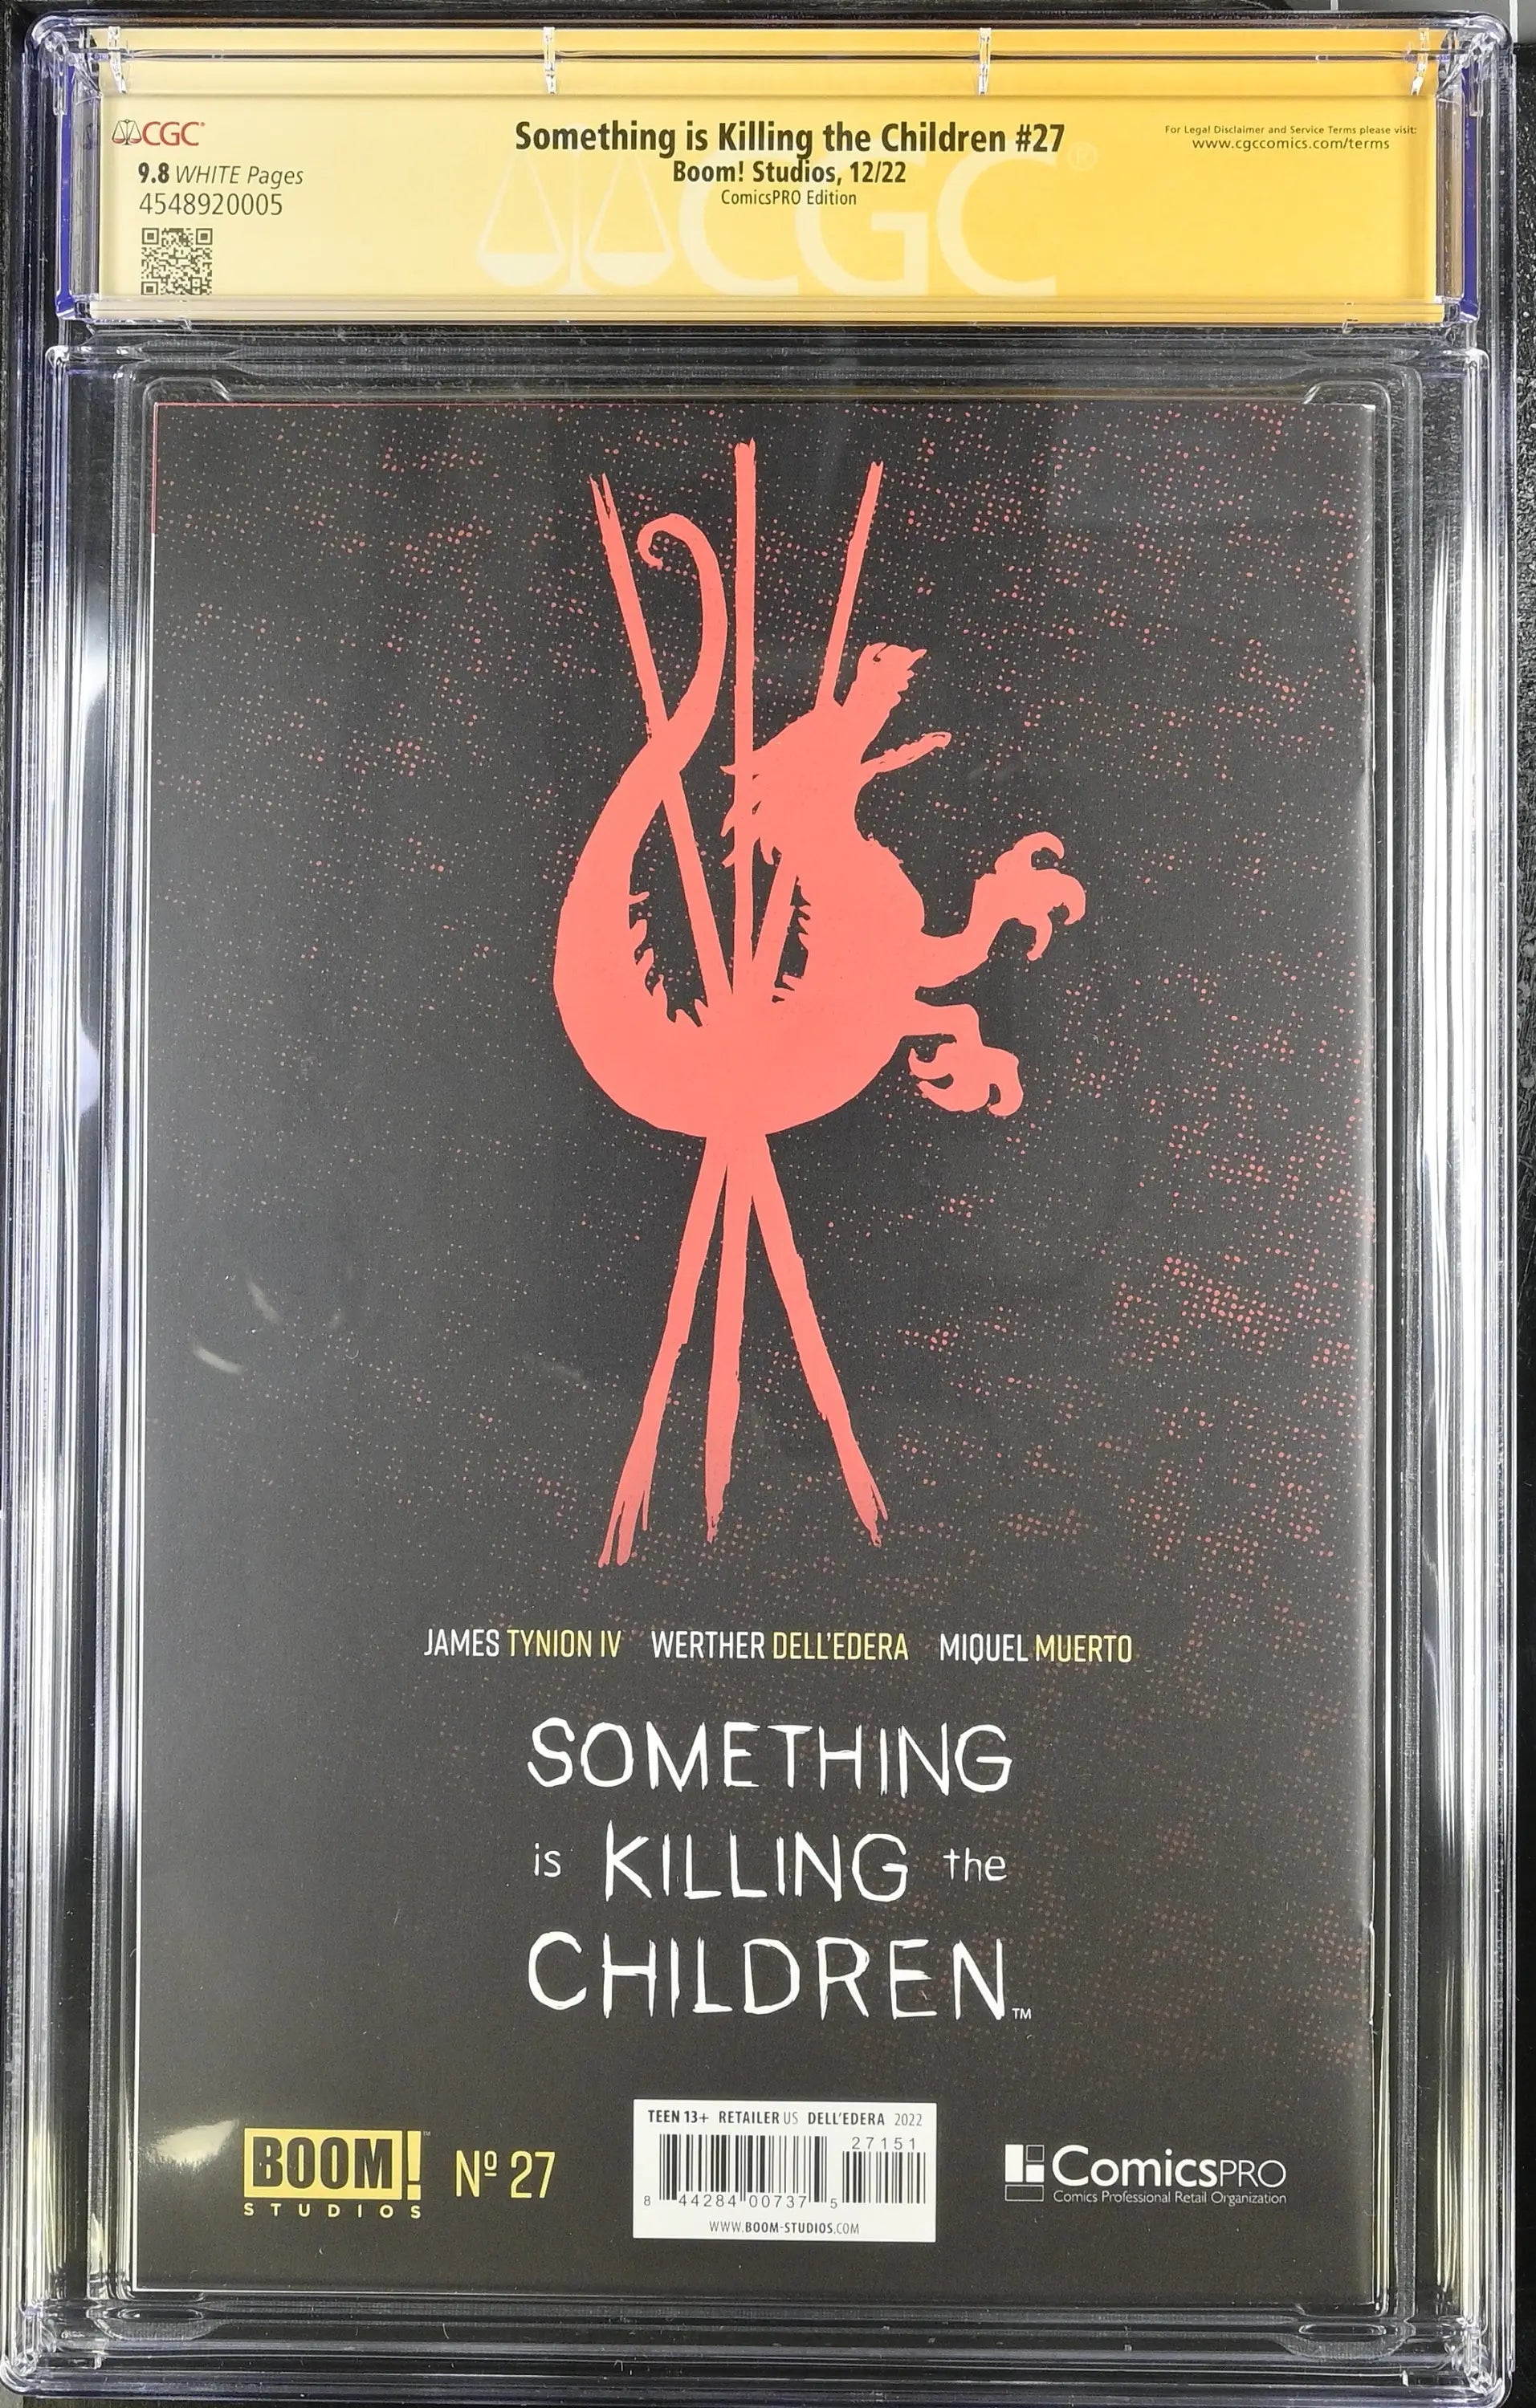 CGC
Something is Killing the Children #27
For Legal Disclaimer and Service Terms please visit:
www.cgccomics.com/terms
9.8 WHITE Pages
Boom! Studios, 12/22
4548920005
ComicsPRO Edition
CGC®
JAMES TYNION IV WERTHER DELL'EDERA MIQUEL MUERTO
SOMETHING
is KILLING the
CHILDREN™
BOOM!™
STUDIOS
Nº 27
TEEN 13+ RETAILER US DELL'EDERA 2022
27151
8 44284 00737 5
WWW.BOOM-STUDIOS.COM
ComicsPRO
Comics Professional Retail Organization